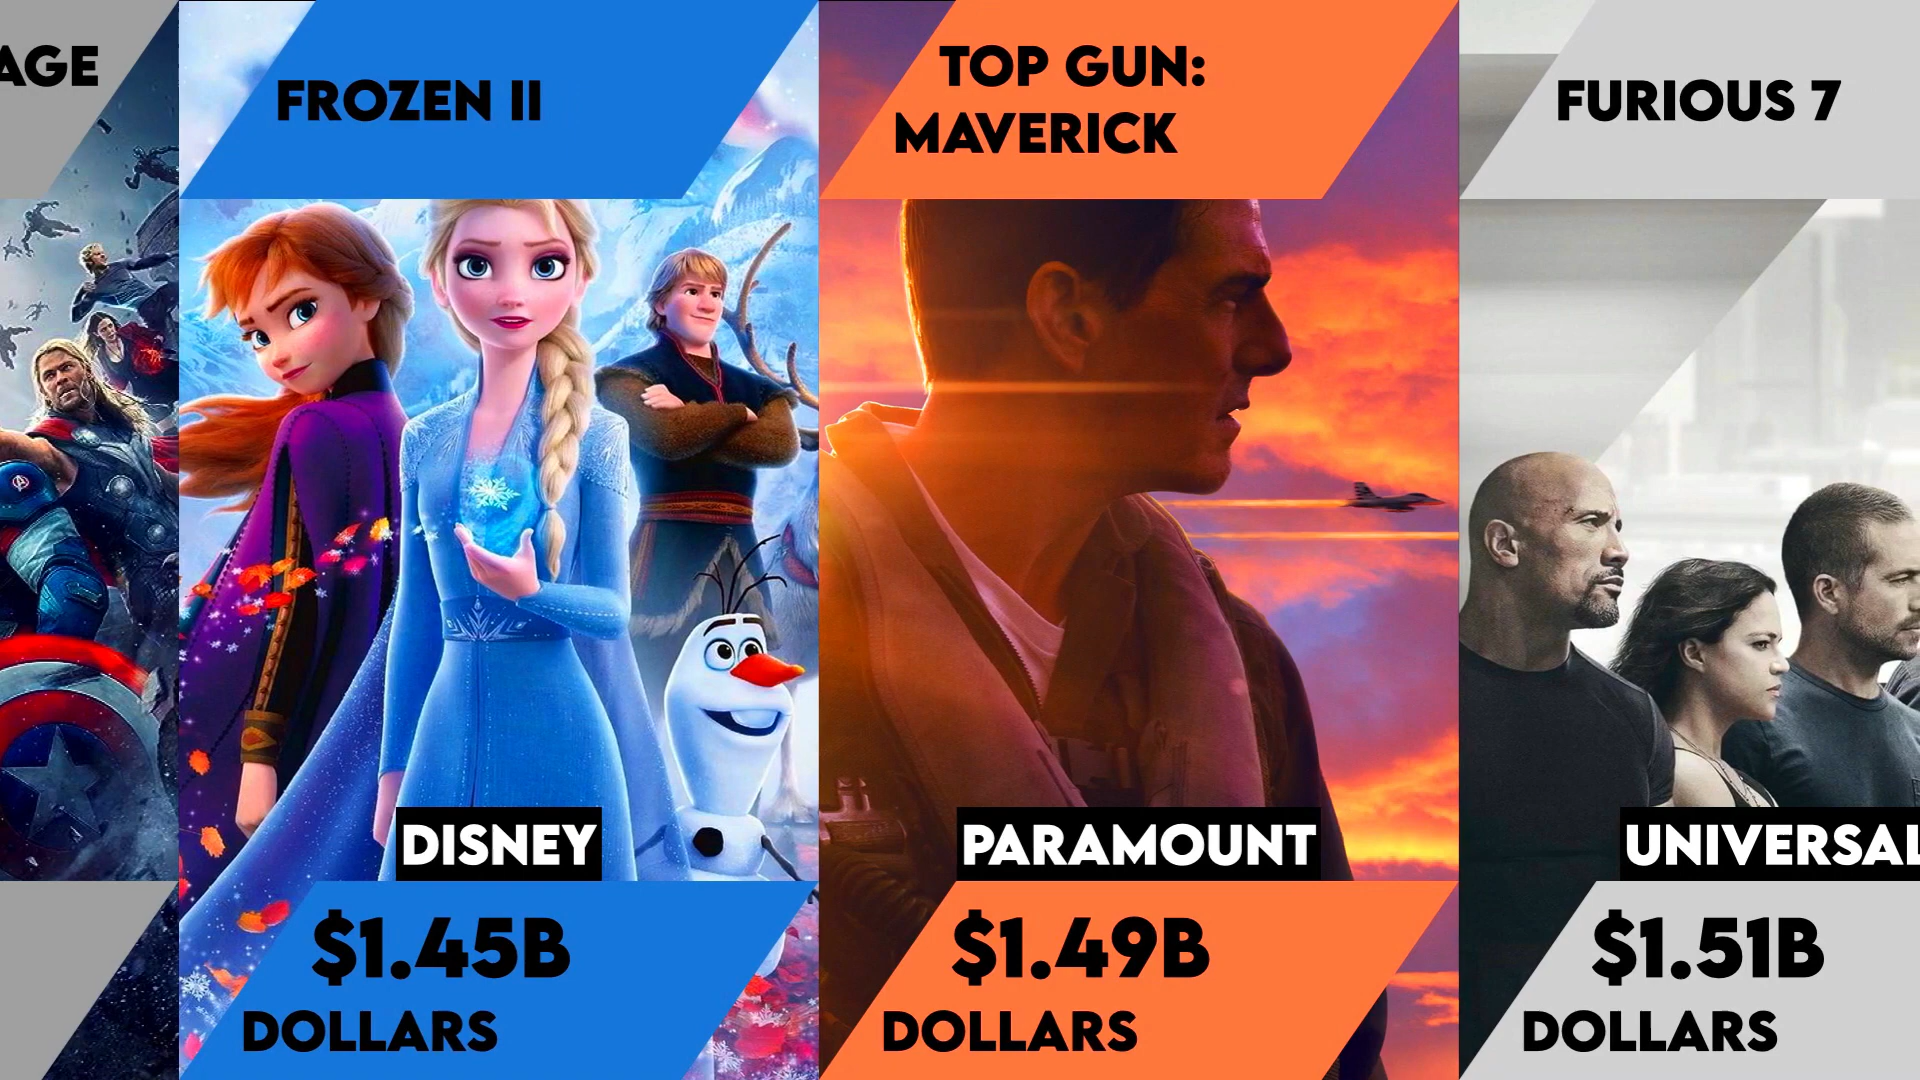 AGE
FROZEN II
DISNEY
$1.45B
DOLLARS
TOP GUN:
MAVERICK
PARAMOUNT
$1.49B
DOLLARS
FURIOUS 7
UNIVERSAL
$1.51B
DOLLARS